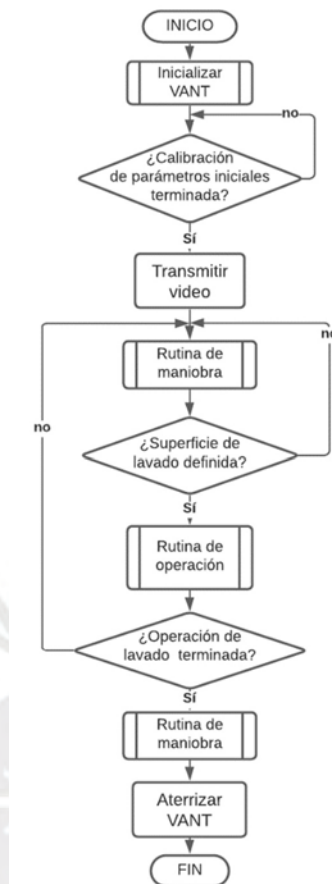 INICIO
Inicializar
VANT
no
¿Calibración
de parámetros iniciales
terminada?
Sí
Transmitir
video
no
Rutina de
maniobra
no
¿Superficie de
lavado definida?
Sí
Rutina de
operación
¿Operación de
lavado terminada?
Sí
Rutina de
maniobra
Aterrizar
VANT
FIN